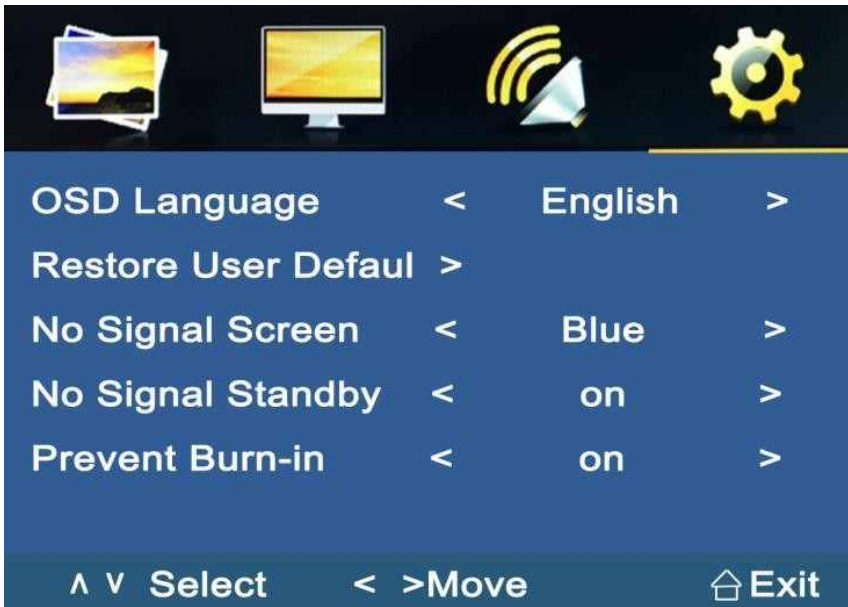 OSD Language < English >
Restore User Defaul >
No Signal Screen < Blue >
No Signal Standby < on >
Prevent Burn-in < on >
∧ ∨ Select < >Move Exit